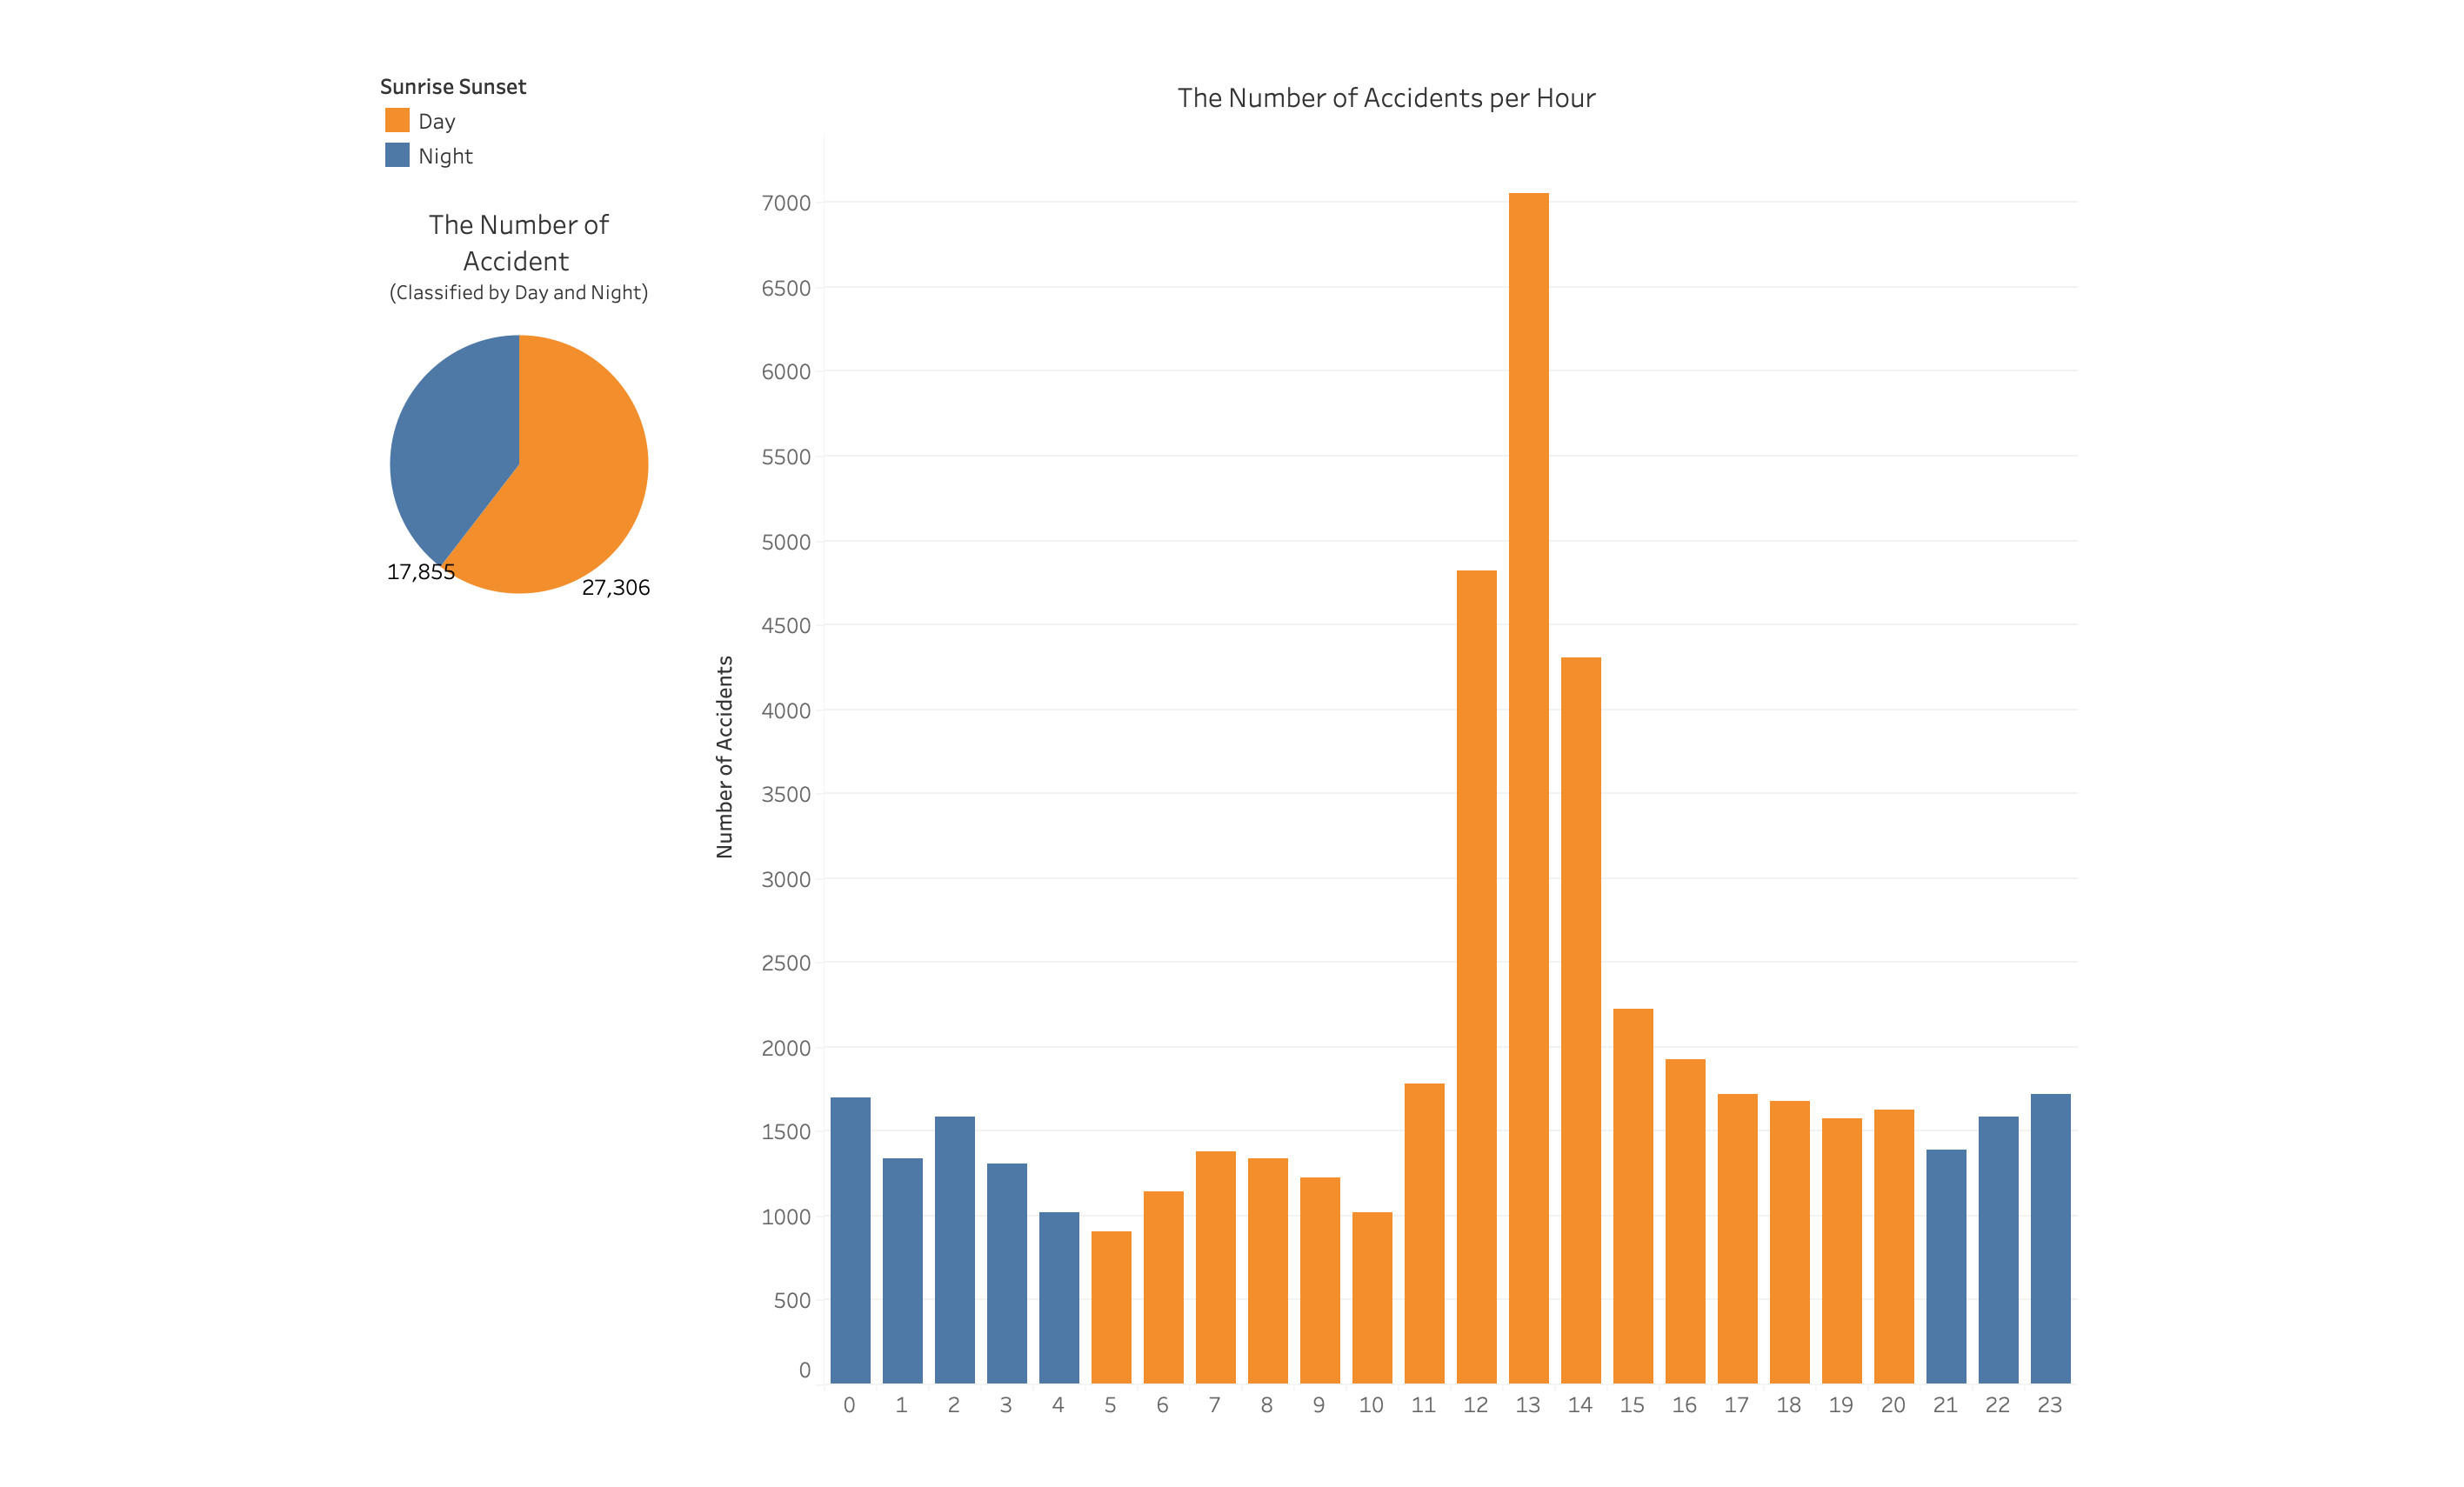 Sunrise Sunset
Day
Night
The Number of
Accident
(Classified by Day and Night)
17,855
27,306
The Number of Accidents per Hour
Number of Accidents
7000
6500
6000
5500
5000
4500
4000
3500
3000
2500
2000
1500
1000
500
0
0 1 2 3 4 5 6 7 8 9 10 11 12 13 14 15 16 17 18 19 20 21 22 23